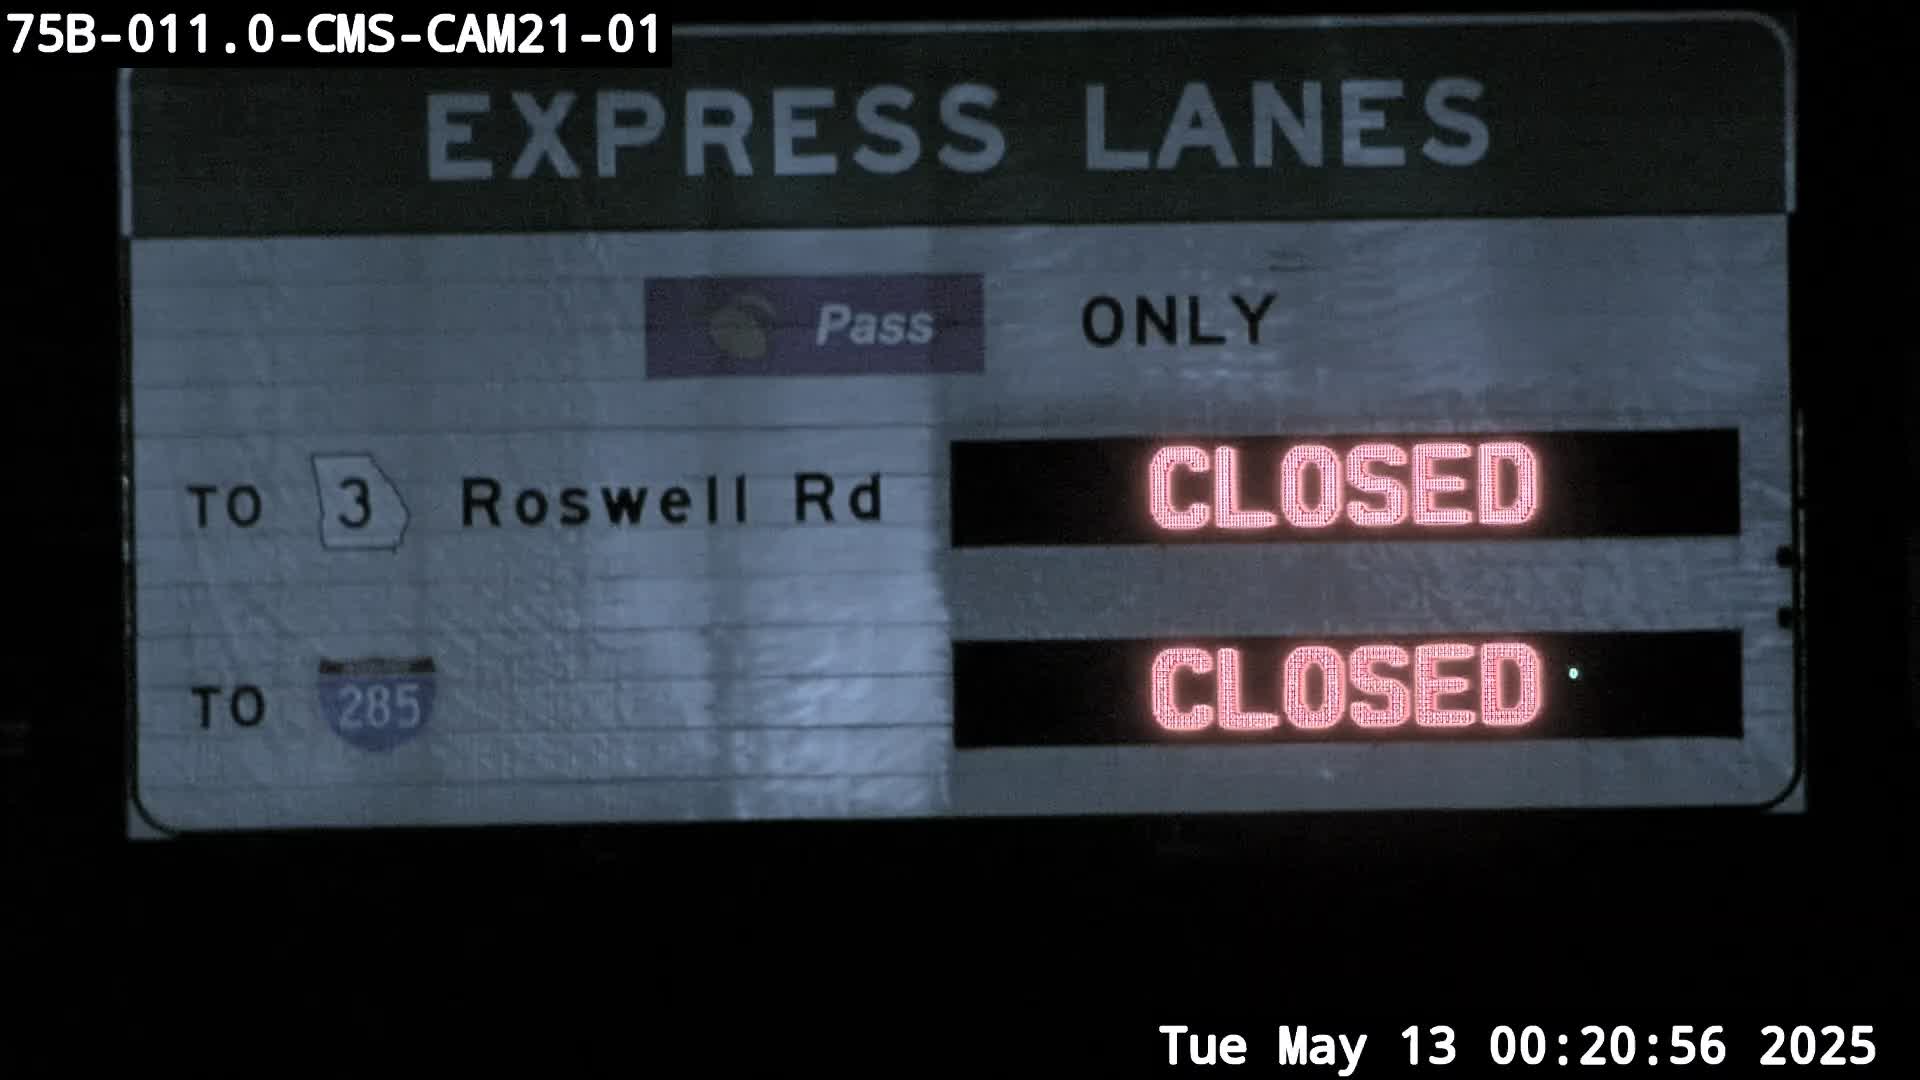 75B-011.0-CMS-CAM21-01
EXPRESS LANES
Pass ONLY
TO 3 Roswell Rd CLOSED
TO 285 CLOSED
Tue May 13 00:20:56 2025